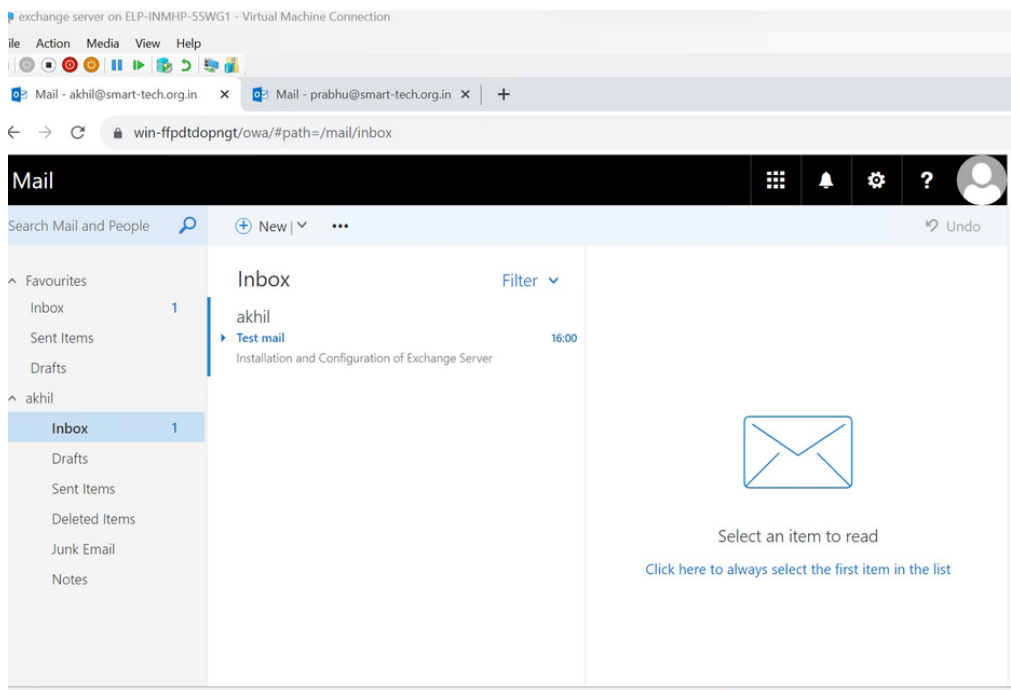 exchange server on ELP-INMHP-55WG1 - Virtual Machine Connection
ile Action Media View Help
Mail - akhil@smart-tech.org.in Mail - prabhu@smart-tech.org.in
win-ffpdtdopngt/owa/#path=/mail/inbox
Mail
?
Search Mail and People
New
Undo
Favourites
Inbox 1
Sent Items
Drafts
akhil
Inbox 1
Drafts
Sent Items
Deleted Items
Junk Email
Notes
Inbox Filter
akhil
Test mail 16:00
Installation and Configuration of Exchange Server
Select an item to read
Click here to always select the first item in the list